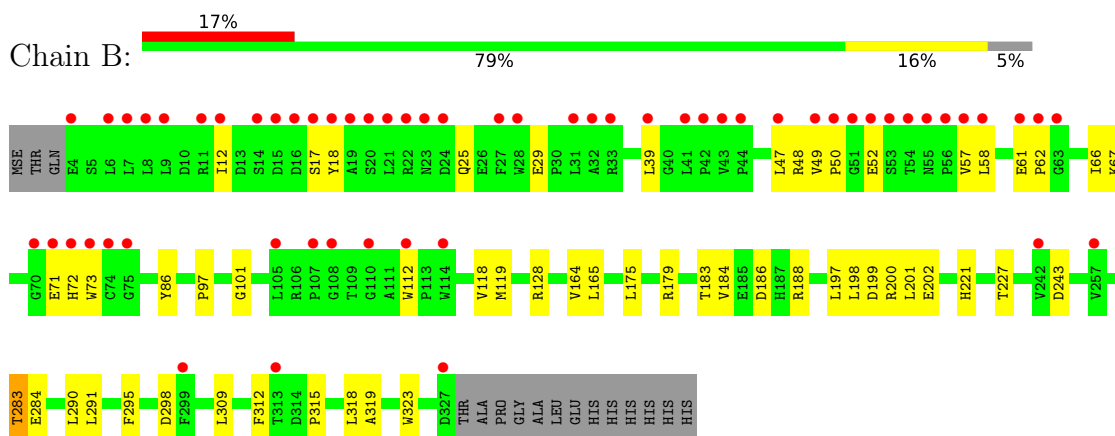 17%
Chain B:
79% 16% 5%
MSE THR GLN E4 S5 L6 L7 L8 L9 D10 R11 I12 D13 S14 D15 D16 S17 Y18 A19 S20 L21 R22 N23 D24 Q25 E26 F27 W28 E29 P30 L31 A32 R33 L39 G40 L41 P42 V43 P44 L47 R48 V49 P50 G51 E52 S53 T54 N55 P56 V57 L58 E61 P62 G63 I66 K67
G70 E71 H72 W73 C74 G75 Y86 P97 G101 L105 R106 P107 G108 T109 G110 A111 W112 P113 W114 V118 M119 R128 V164 L165 L175 R179 T183 V184 E185 D186 H187 R188 L197 L198 D199 R200 L201 E202 H221 T227 V242 D243 V257
T283 E284 L290 L291 F295 D298 F299 L309 F312 T313 D314 P315 L318 A319 W323 D327 THR ALA PRO GLY ALA LEU GLU HIS HIS HIS HIS HIS HIS